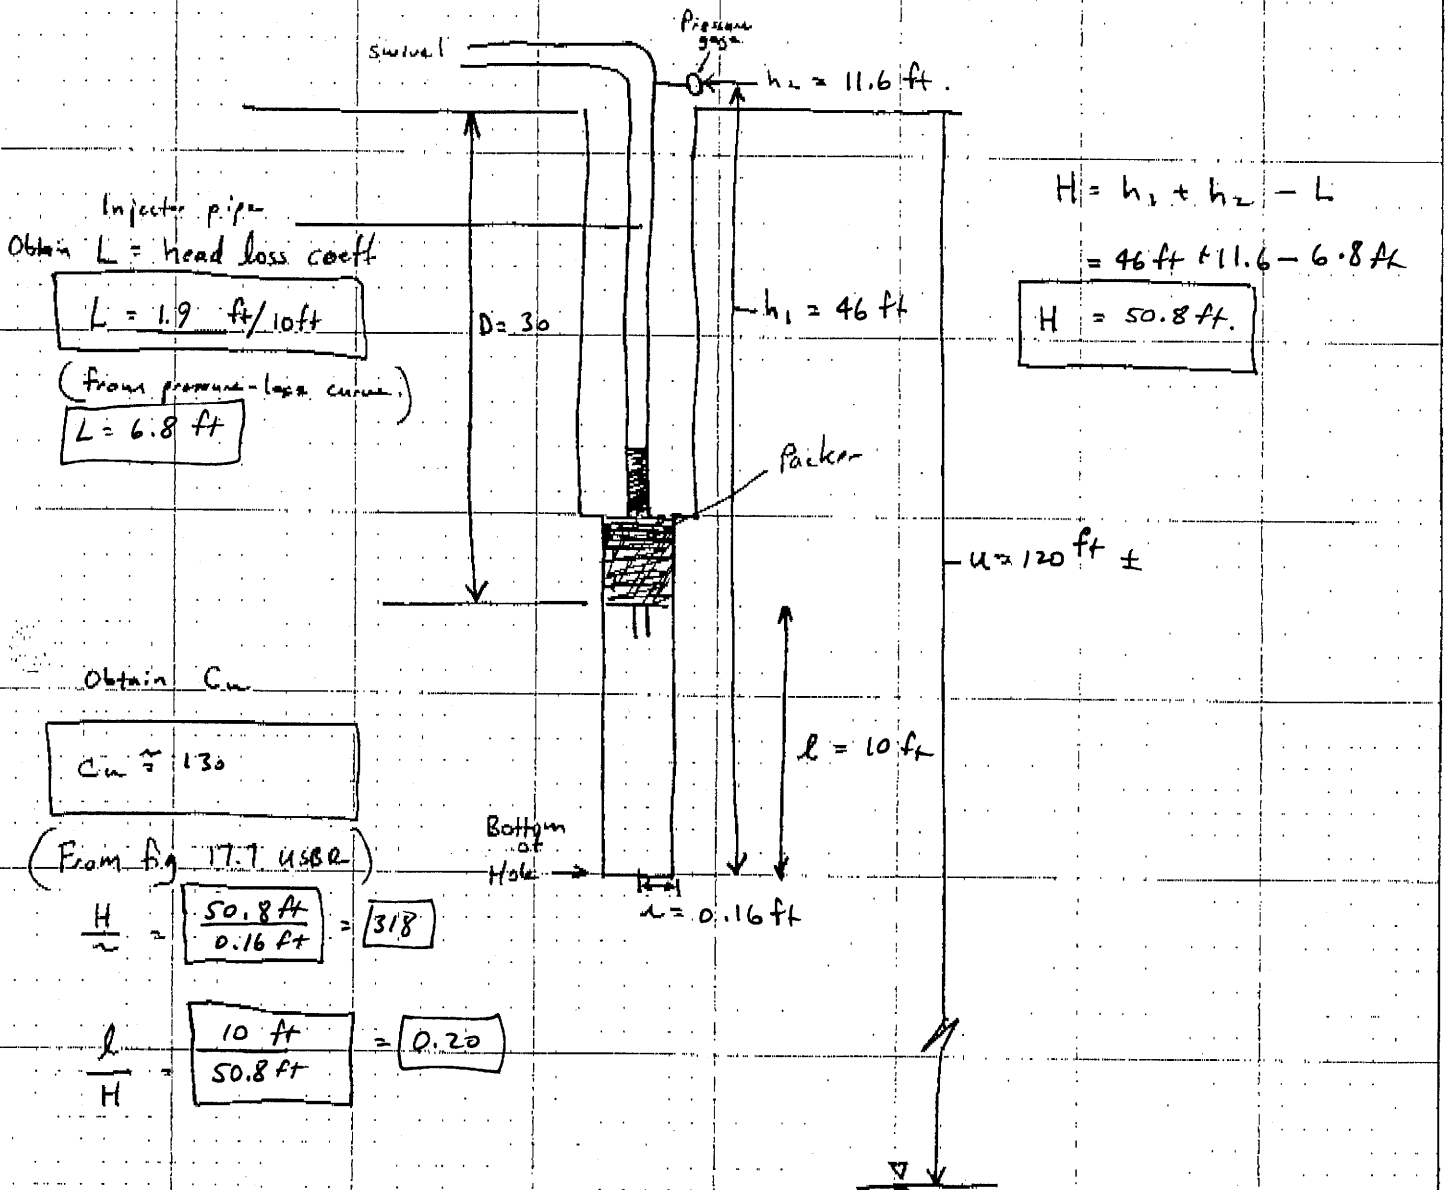 Pressure
gage
swivel
h₂ = 11.6 ft.
Injector pipe
Obtain L = head loss coeff
L = 1.9 ft/10ft
(from pressure-loss curve.)
L = 6.8 ft
D = 30
h₁ = 46 ft
H = h₁ + h₂ - L
= 46 ft + 11.6 - 6.8 ft
H = 50.8 ft.
Packer
u = 120 ft ±
Obtain Cu
Cu ≈ 130
(From fig 17.7 USBR)
l = 10 ft
Bottom
of
Hole
r = 0.16 ft
H/r = 50.8 ft/0.16 ft = 318
l/H = 10 ft/50.8 ft = 0.20